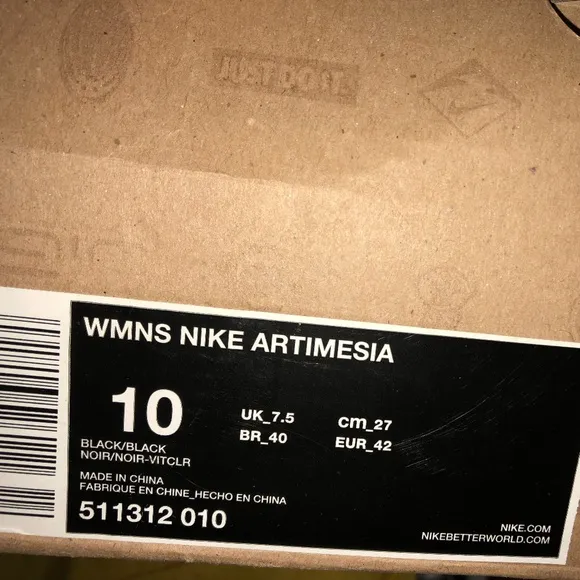 JUST DO IT.
WMNS NIKE ARTIMESIA
10
UK_7.5 cm_27
BR_40 EUR_42
BLACK/BLACK
NOIR/NOIR-VITCLR
MADE IN CHINA
FABRIQUE EN CHINE_HECHO EN CHINA
511312 010
NIKE.COM
NIKEBETTERWORLD.COM